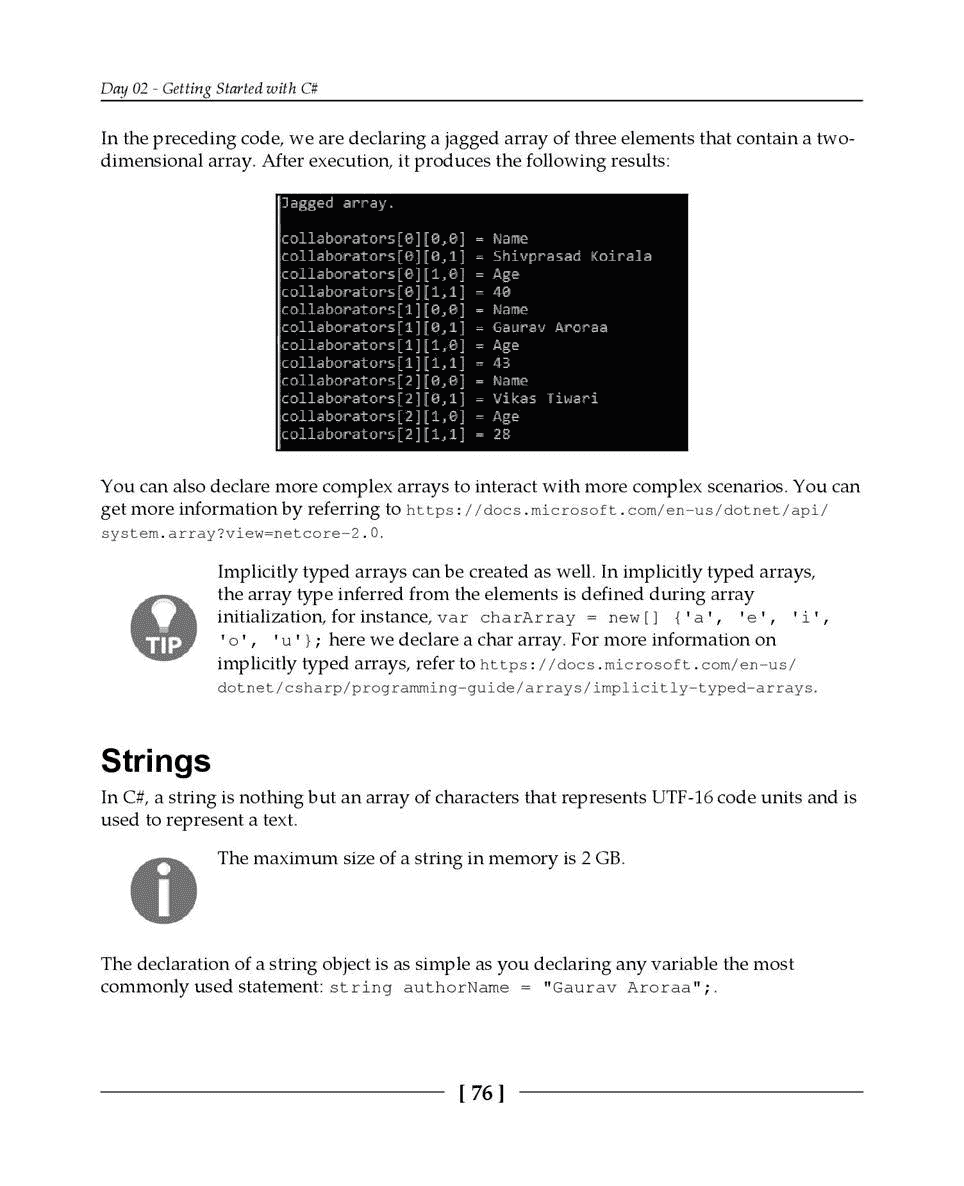 Day 02 - Getting Started with C#
In the preceding code, we are declaring a jagged array of three elements that contain a two-
dimensional array. After execution, it produces the following results:
Jagged array.
collaborators[0][0,0] = Name
collaborators[0][0,1] = Shivprasad Koirala
collaborators[0][1,0] = Age
collaborators[0][1,1] = 40
collaborators[1][0,0] = Name
collaborators[1][0,1] = Gaurav Aroraa
collaborators[1][1,0] = Age
collaborators[1][1,1] = 43
collaborators[2][0,0] = Name
collaborators[2][0,1] = Vikas Tiwari
collaborators[2][1,0] = Age
collaborators[2][1,1] = 28
You can also declare more complex arrays to interact with more complex scenarios. You can
get more information by referring to https://docs.microsoft.com/en-us/dotnet/api/
system.array?view=netcore-2.0.
Implicitly typed arrays can be created as well. In implicitly typed arrays,
the array type inferred from the elements is defined during array
initialization, for instance, var charArray = new[] {'a', 'e', 'i',
TIP
'o', 'u'}; here we declare a char array. For more information on
implicitly typed arrays, refer to https://docs.microsoft.com/en-us/
dotnet/csharp/programming-guide/arrays/implicitly-typed-arrays.
Strings
In C#, a string is nothing but an array of characters that represents UTF-16 code units and is
used to represent a text.
The maximum size of a string in memory is 2 GB.
The declaration of a string object is as simple as you declaring any variable the most
commonly used statement: string authorName = "Gaurav Aroraa";.
[ 76 ]